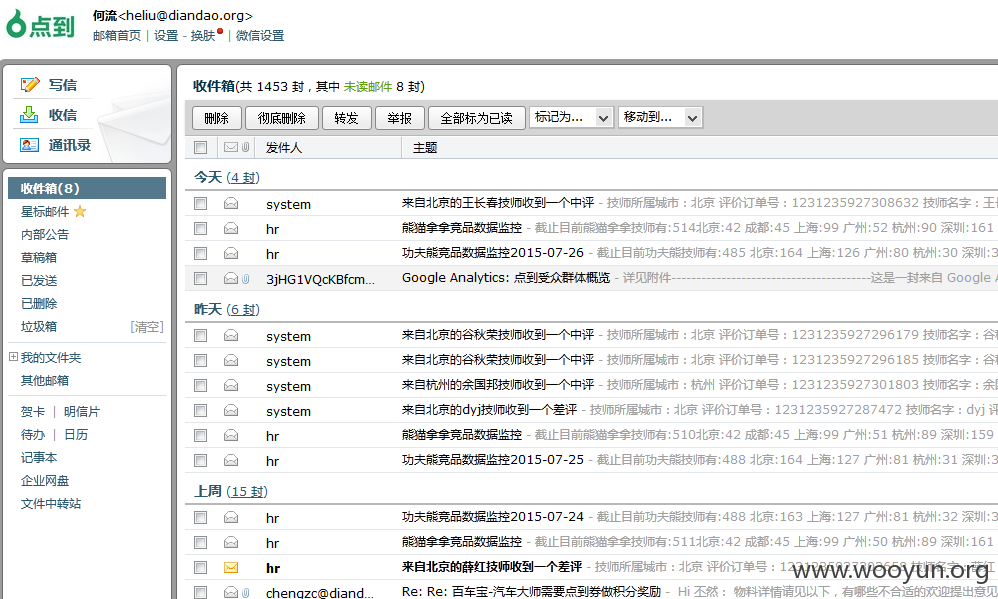 点到
何流<heliu@diandao.org>
邮箱首页 | 设置 - 换肤 | 微信设置
写信
收信
通讯录
收件箱(8)
星标邮件
内部公告
草稿箱
已发送
已删除
垃圾箱 [清空]
我的文件夹
其他邮箱
贺卡 | 明信片
待办 | 日历
记事本
企业网盘
文件中转站
收件箱(共 1453 封 , 其中 未读邮件 8 封)
删除 彻底删除 转发 举报 全部标为已读 标记为... 移动到...
发件人 主题
今天 (4 封)
system 来自北京的王长春技师收到一个中评 - 技师所属城市 : 北京 评价订单号 : 1231235927308632 技师名字 : 王
hr 熊猫拿拿竞品数据监控 - 截止目前熊猫拿拿技师有:514北京:42 成都:45 上海:99 广州:52 杭州:90 深圳:161
hr 功夫能竞品数据监控2015-07-26 - 截止目前功夫能技师有:485 北京:164 上海:126 广州:80 杭州:30 深圳:3
3jHG1VQcKBfcm... Google Analytics: 点到受众群体概览 - 详见附件----------------------------------------这是一封来自 Google A
昨天 (6 封)
system 来自北京的谷秋荣技师收到一个中评 - 技师所属城市 : 北京 评价订单号 : 1231235927296179 技师名字 : 谷
system 来自北京的谷秋荣技师收到一个中评 - 技师所属城市 : 北京 评价订单号 : 1231235927296185 技师名字 : 谷
system 来自杭州的余国邦技师收到一个中评 - 技师所属城市 : 杭州 评价订单号 : 1231235927301803 技师名字 : 余
system 来自北京的dyj技师收到一个差评 - 技师所属城市 : 北京 评价订单号 : 1231235927287472 技师名字 : dyj 评
hr 熊猫拿拿竞品数据监控 - 截止目前熊猫拿拿技师有:510北京:42 成都:45 上海:99 广州:51 杭州:89 深圳:159
hr 功夫能竞品数据监控2015-07-25 - 截止目前功夫能技师有:488 北京:164 上海:127 广州:81 杭州:31 深圳:3
上周 (15 封)
hr 功夫能竞品数据监控2015-07-24 - 截止目前功夫能技师有:488 北京:163 上海:127 广州:81 杭州:32 深圳:3
hr 熊猫拿拿竞品数据监控 - 截止目前熊猫拿拿技师有:511北京:42 成都:45 上海:99 广州:50 杭州:89 深圳:161
hr 来自北京的薛红技师收到一个差评 - 技师所属城市 : 北京 评价订单号 :
www.wooyun.org
chengzc@diand... Re: Re: 百车宝-汽车大师需要点到券做积分奖励 - Hi 丕然 : 物料详情请见以下 , 有哪些不合适的欢迎提出意见